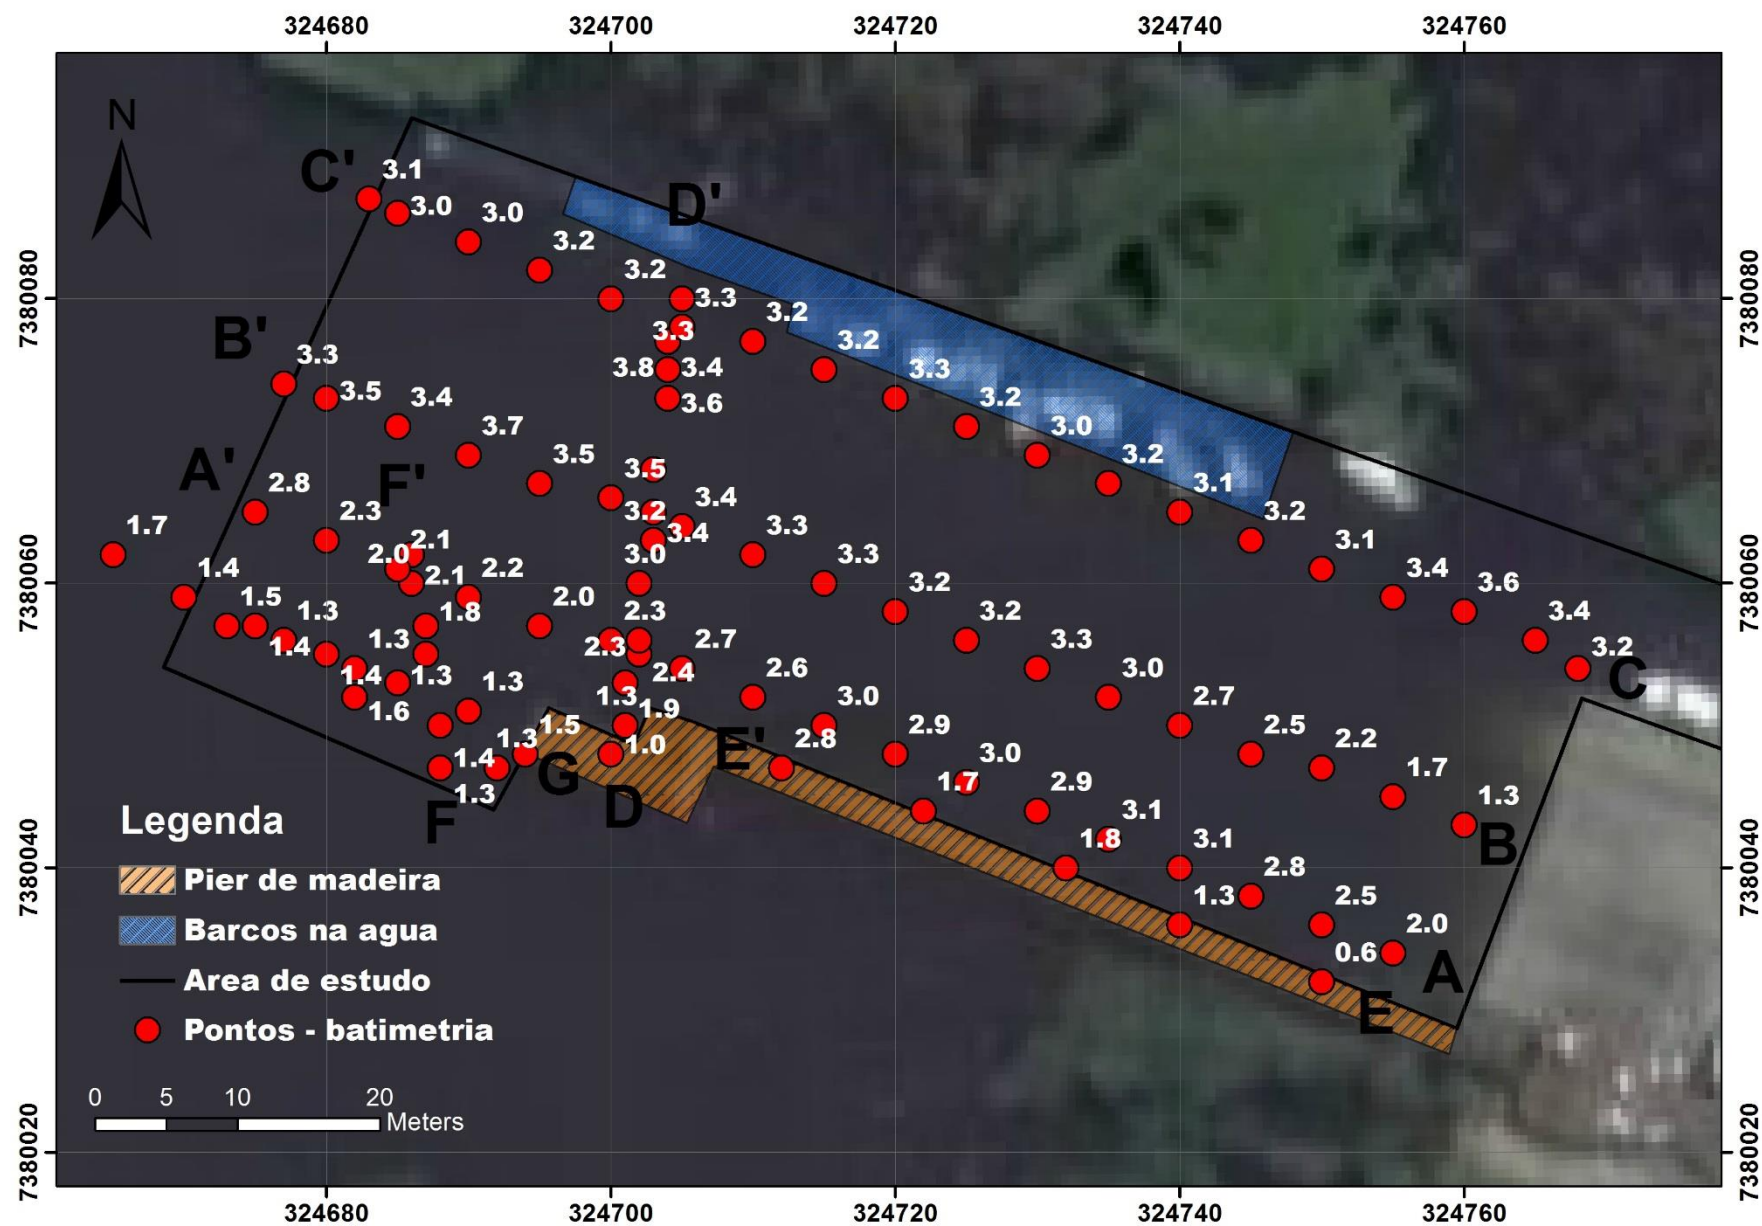 324680 324700 324720 324740 324760
N
C' 3.1
3.0 3.0
D'
3.2
3.2
7380080 3.3 7380080
3.2
B' 3.3 3.2
3.3 3.8 3.4 3.3
3.5 3.4 3.6 3.2
3.7 3.0
A' F' 3.5 3.5 3.2
2.8 3.4 3.1
2.3 3.2 3.2
1.7 2.1 3.4 3.3 3.1
2.0 3.0 3.3
7380060 1.4 2.1 2.2 3.2 3.4 7380060
1.5 1.3 1.8 2.0 2.3 3.2 3.6
1.4 1.3 2.3 2.7 3.3 3.4
1.4 1.3 2.4 2.6 3.0 3.2
C
1.6 1.3 1.3 1.9 3.0 2.7
1.3 1.5 1.0 E' 2.8 2.9 2.5 2.2
1.4 G 3.0 1.7
1.3 D 1.7 2.9 1.3
F 3.1 B
Legenda 1.8 3.1
7380040 2.8 7380040
Pier de madeira 1.3 2.5
2.0
Barcos na agua 0.6 A
Area de estudo E
Pontos - batimetria
0 5 10 20
Meters
7380020 7380020
324680 324700 324720 324740 324760